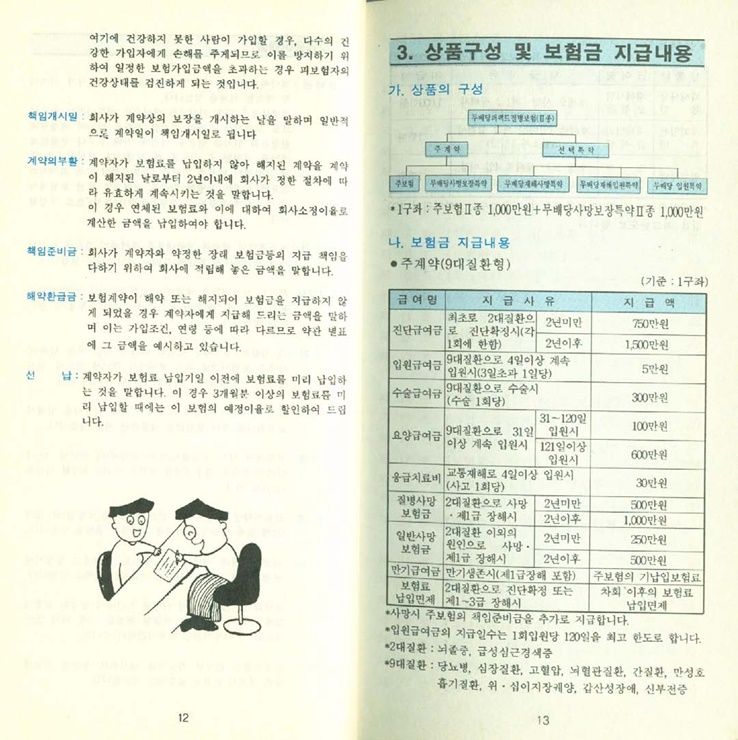 여기에 건강하지 못한 사람이 가입할 경우, 다수의 건
강한 가입자에게 손해를 주게되므로 이를 방지하기 위
하여 일정한 보험가입금액을 초과하는 경우 피보험자의
건강상태를 검진하게 되는 것입니다.
책임개시일 : 회사가 계약상의 보장을 개시하는 날을 말하며 일반적
으로 계약일이 책임개시일로 됩니다
계약의부활 : 계약자가 보험료를 납입하지 않아 해지된 계약을 계약
이 해지된 날로부터 2년이내에 회사가 정한 절차에 따
라 유효하게 계속시키는 것을 말합니다.
이 경우 연체된 보험료와 이에 대하여 회사소정이율로
계산한 금액을 납입하여야 합니다.
책임준비금 : 회사가 계약자와 약정한 장래 보험금등의 지급 책임을
다하기 위하여 회사에 적립해 놓은 금액을 말합니다.
해약환급금 : 보험계약이 해약 또는 해지되어 보험금을 지급하지 않
게 되었을 경우 계약자에게 지급해 드리는 금액을 말하
며 이는 가입조건, 연령 등에 따라 다르므로 약관 별표
에 그 금액을 예시하고 있습니다.
선 납 : 계약자가 보험료 납입기일 이전에 보험료를 미리 납입하
는 것을 말합니다. 이 경우 3개월분 이상의 보험료를 미
리 납입할 때에는 이 보험의 예정이율로 할인하여 드립
니다.
12
3. 상품구성 및 보험금 지급내용
가. 상품의 구성
무배당퍼펙드질병보험(II종)
주 계 약 선 택 특 약
주보험 무배당사망보장특약 무배당재해사망특약 무배당재해입원특약 무배당 입원특약
*1구좌 : 주보험II종 1,000만원+무배당사망보장특약II종 1,000만원
나. 보험금 지급내용
● 주계약(9대질환형)
(기준 : 1구좌)
급 여 명 지 급 사 유 지 급 액
진단급여금 최초로 2대질환으로 진단확정시(각 1회에 한함) 2년미만 750만원
2년이후 1,500만원
입원급여금 9대질환으로 4일이상 계속 입원시(3일초과 1일당) 5만원
수술급여금 9대질환으로 수술시 (수술 1회당) 300만원
요양급여금 9대질환으로 31일 이상 계속 입원시 31~120일 입원시 100만원
121일이상 입원시 600만원
응급치료비 교통재해로 4일이상 입원시 (사고 1회당) 30만원
질병사망 보험금 2대질환으로 사망 · 제1급 장해시 2년미만 500만원
2년이후 1,000만원
일반사망 보험금 2대질환 이외의 원인으로 사망 · 제1급 장해시 2년미만 250만원
2년이후 500만원
만기급여금 만기생존시(제1급장해 포함) 주보험의 기납입보험료
보험료 납입면제 2대질환으로 진단확정 또는 제1~3급 장해시 차회 이후의 보험료 납입면제
*사망시 주보험의 책임준비금을 추가로 지급합니다.
*입원급여금의 지급일수는 1회입원당 120일을 최고 한도로 합니다.
*2대질환 : 뇌졸중, 급성심근경색증
*9대질환 : 당뇨병, 심장질환, 고혈압, 뇌혈관질환, 간질환, 만성호
흡기질환, 위 · 십이지장궤양, 갑산성장애, 신부전증
13